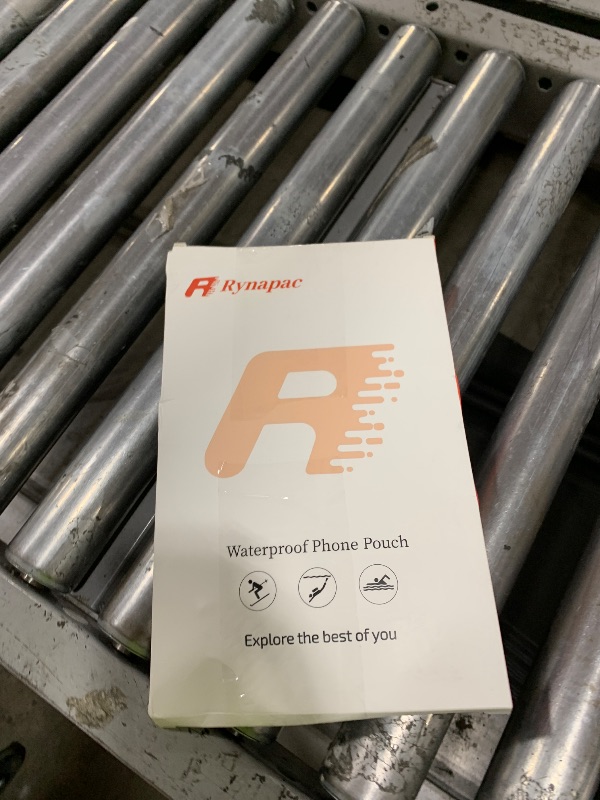 Rynapac
Waterproof Phone Pouch
Explore the best of you